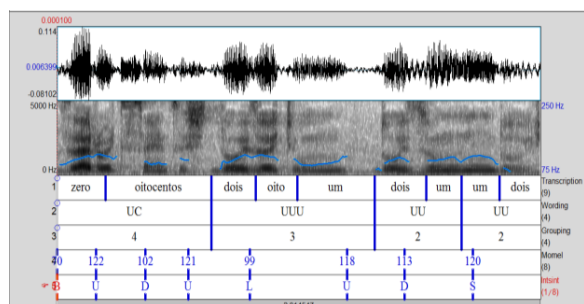 0.000100
0.114
0.006399
-0.08102
5000 Hz 250 Hz
0 Hz 75 Hz
1 zero oitocentos dois oito um dois um um dois Transcription (9)
2 UC UUU UU UU Wording (4)
3 4 3 2 2 Grouping (4)
122 102 121 99 118 113 120 Momel (8)
B U D U L U D S Intsint (1/8)